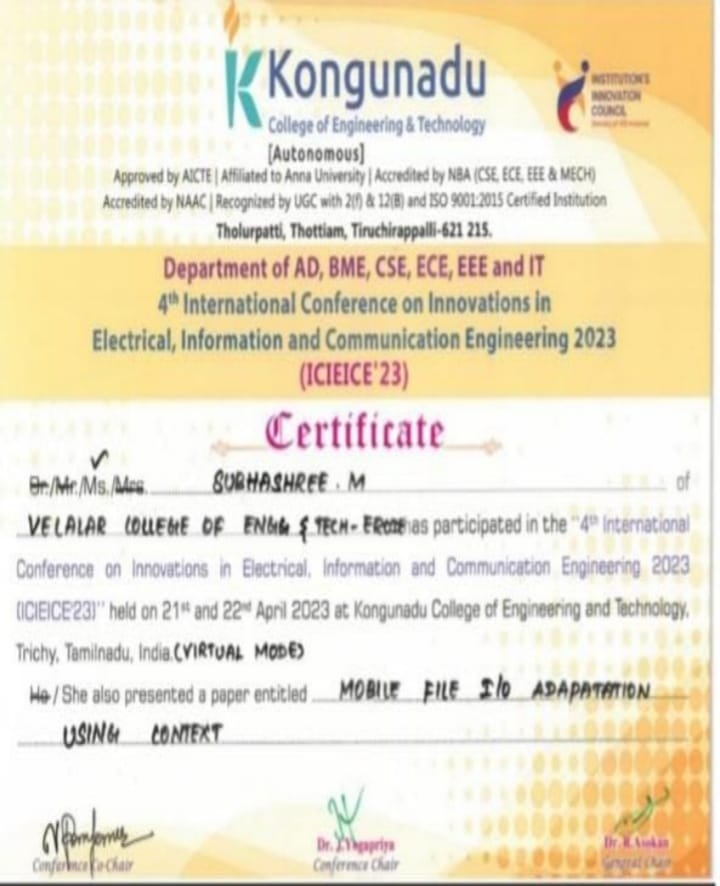 Kongunadu
College of Engineering & Technology
INSTITUTION'S
INNOVATION
COUNCIL
[Autonomous]
Approved by AICTE | Affiliated to Anna University | Accredited by NBA (CSE, ECE, EEE & MECH)
Accredited by NAAC | Recognized by UGC with 2(f) & 12(B) and ISO 9001:2015 Certified Institution
Tholurpatti, Thottiam, Tiruchirappalli-621 215.
Department of AD, BME, CSE, ECE, EEE and IT
4th International Conference on Innovations in
Electrical, Information and Communication Engineering 2023
(ICIEICE'23)
Certificate
Dr./Mr./Ms./Mrs. SUBHASHREE . M of
VELALAR COLLEGE OF ENGG & TECH - ERODE has participated in the "4th International
Conference on Innovations in Electrical, Information and Communication Engineering 2023
(ICIEICE'23)" held on 21st and 22nd April 2023 at Kongunadu College of Engineering and Technology,
Trichy, Tamilnadu, India. (VIRTUAL MODE)
He / She also presented a paper entitled MOBILE FILE I/O ADAPATATION
USING CONTEXT
Dr. J. Yogapriya
Dr. R. Asokan
Conference Co-Chair
Conference Chair
General Chair